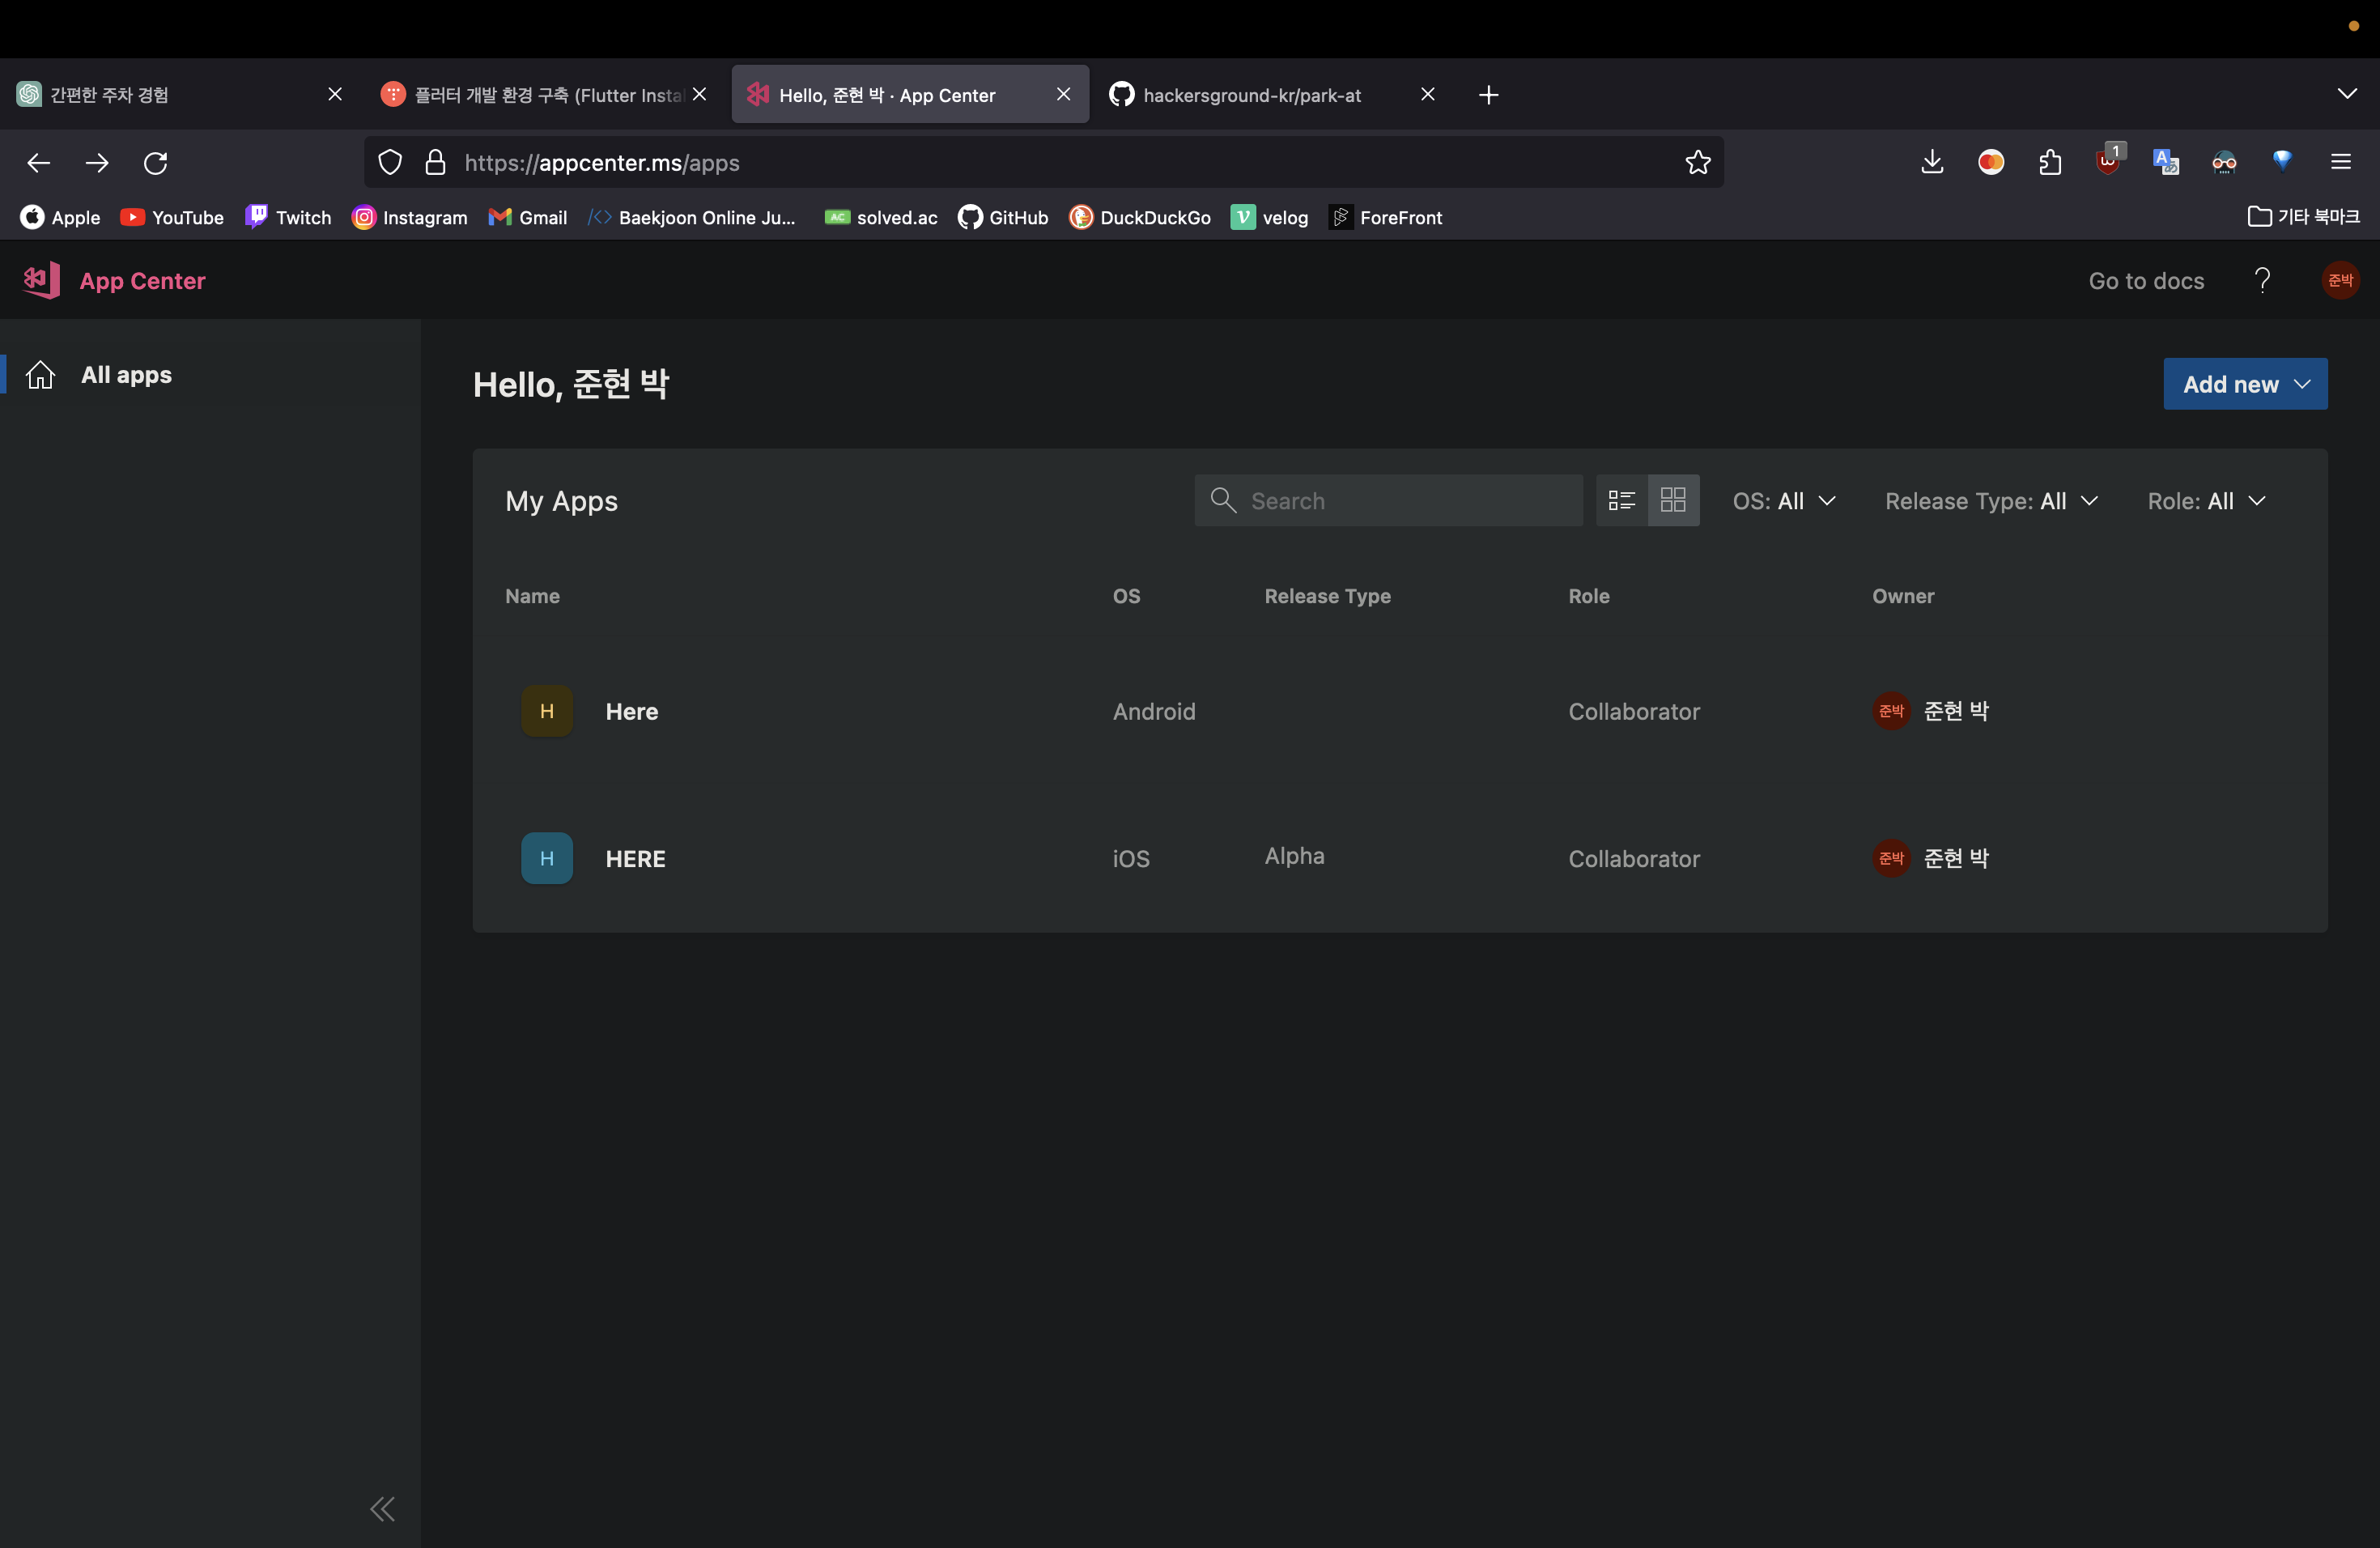 간편한 주차 경험
플러터 개발 환경 구축 (Flutter Instal
Hello, 준현 박 · App Center
hackersground-kr/park-at
https://appcenter.ms/apps
1
Apple YouTube Twitch Instagram Gmail Baekjoon Online Ju... AC solved.ac GitHub DuckDuckGo velog ForeFront 기타 북마크
App Center Go to docs ? 준박
All apps
Hello, 준현 박 Add new
My Apps Search OS: All Release Type: All Role: All
Name OS Release Type Role Owner
H Here Android Collaborator 준박 준현 박
H HERE iOS Alpha Collaborator 준박 준현 박